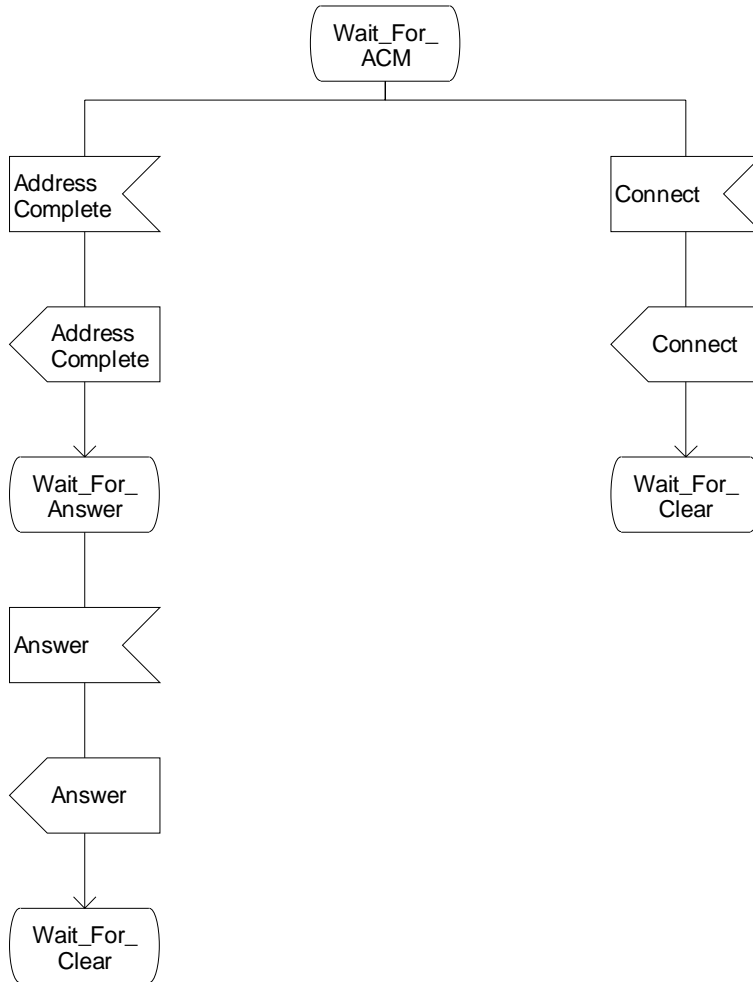 Wait_For_
ACM
Address
Complete
Connect
Address
Complete
Connect
Wait_For_
Answer
Wait_For_
Clear
Answer
Answer
Wait_For_
Clear